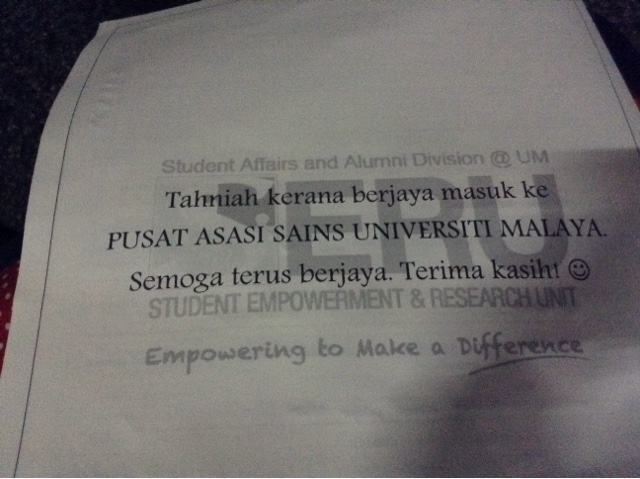 Student Affairs and Alumni Division @ UM
Tahniah kerana berjaya masuk ke
ERU
PUSAT ASASI SAINS UNIVERSITI MALAYA.
Semoga terus berjaya. Terima kasih! ☺
STUDENT EMPOWERMENT & RESEARCH UNIT
Empowering to Make a Difference